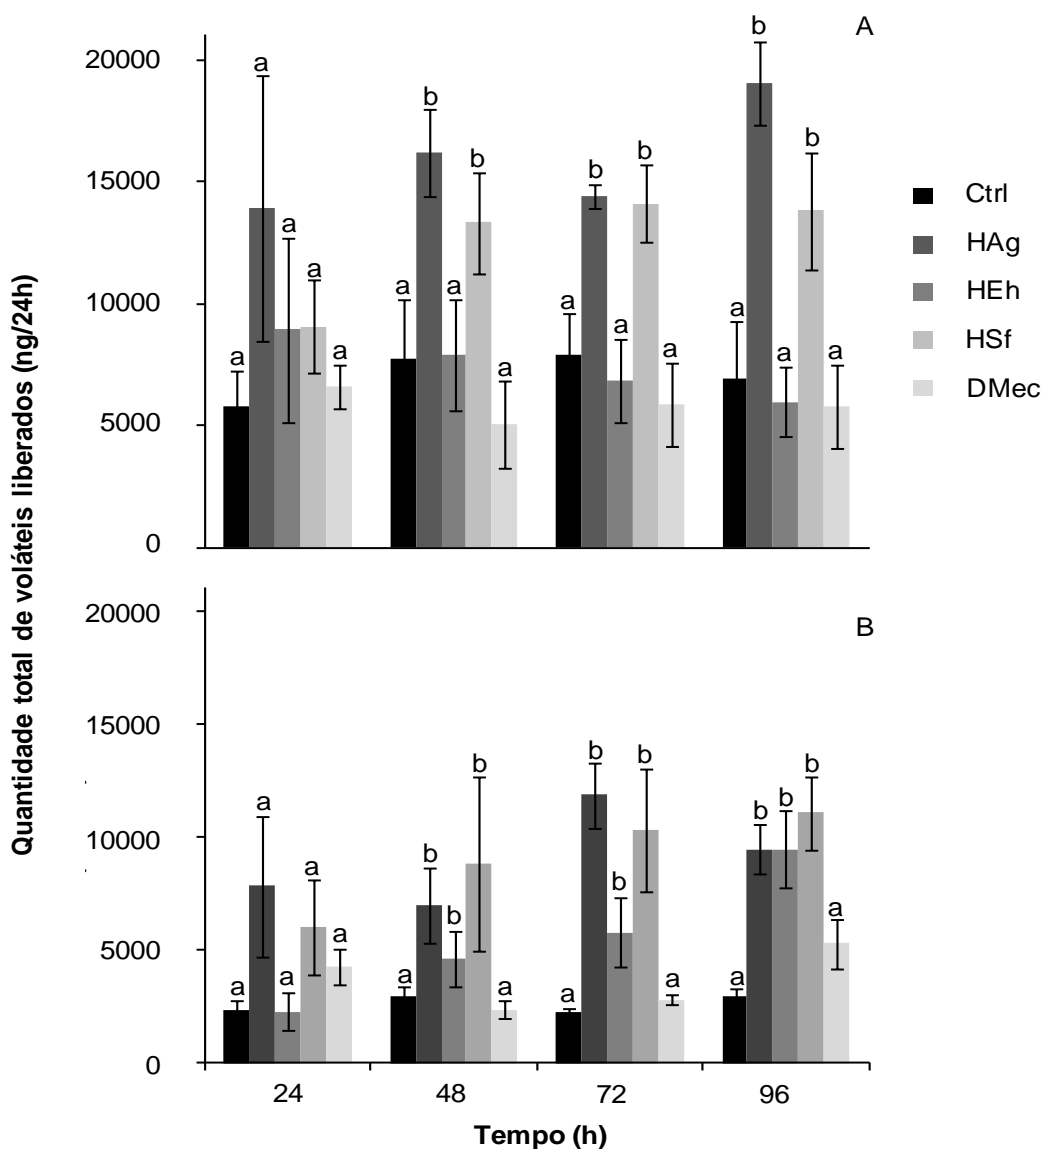 A
20000
15000
10000
5000
0
a
a
a
a
a
a
b
a
b
a
a
b
a
b
a
a
b
a
b
a
Ctrl
HAg
HEh
HSf
DMec
Quantidade total de voláteis liberados (ng/24h)
B
20000
15000
10000
5000
0
a
a
a
a
a
a
b
b
b
a
a
b
b
b
a
a
b
b
b
a
24
48
72
96
Tempo (h)